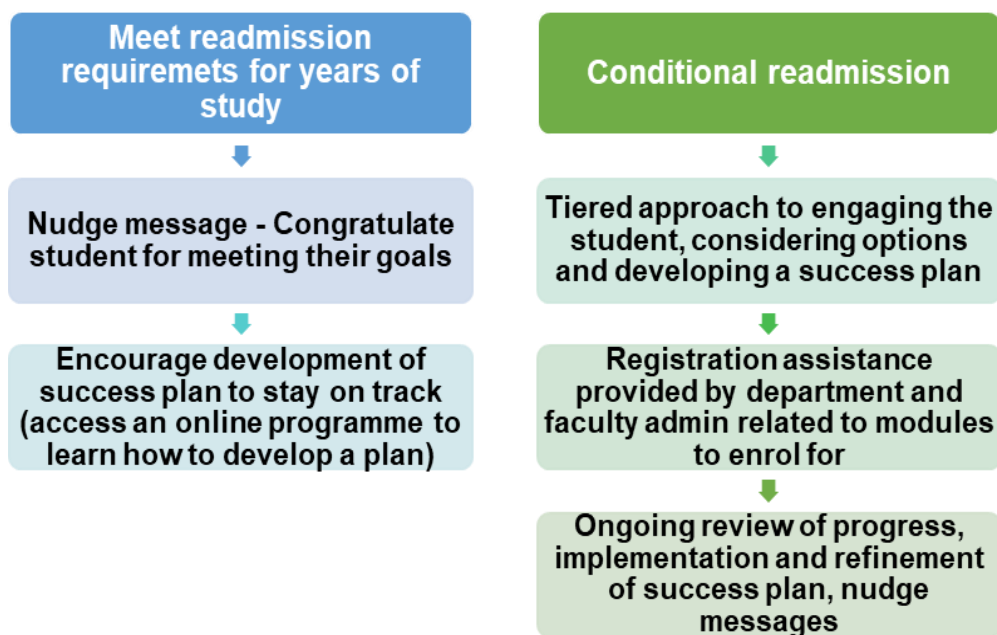 Meet readmission
requiremets for years of
study
Nudge message - Congratulate
student for meeting their goals
Encourage development of
success plan to stay on track
(access an online programme to
learn how to develop a plan)
Conditional readmission
Tiered approach to engaging the
student, considering options
and developing a success plan
Registration assistance
provided by department and
faculty admin related to modules
to enrol for
Ongoing review of progress,
implementation and refinement
of success plan, nudge
messages